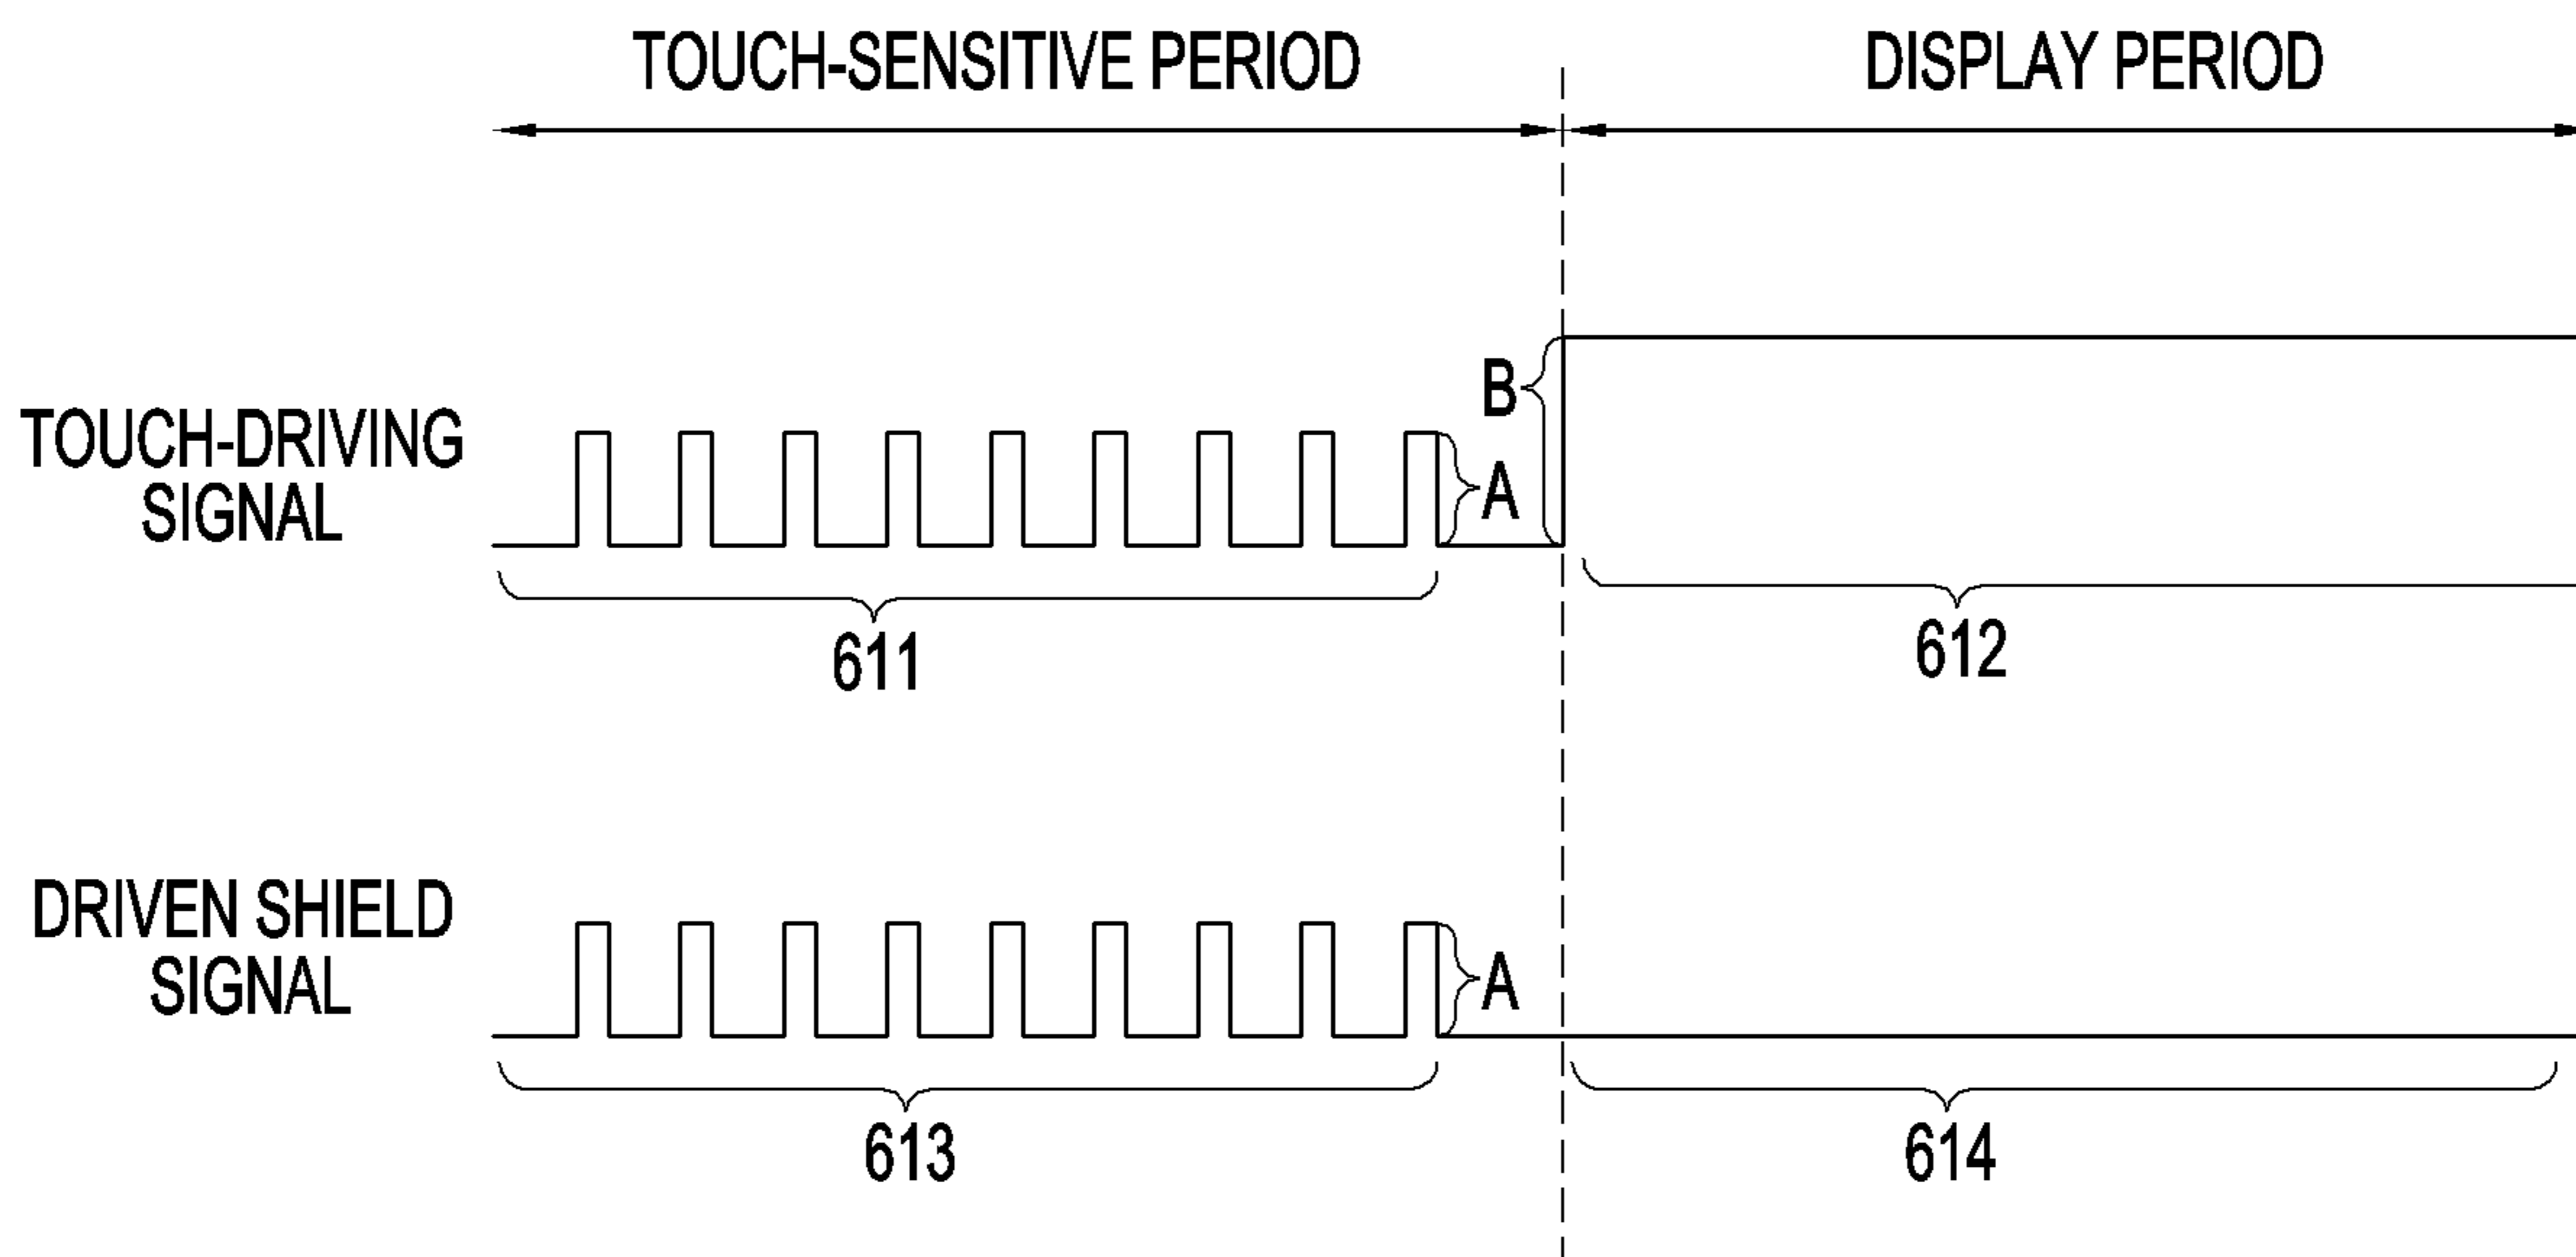 TOUCH-SENSITIVE PERIOD
DISPLAY PERIOD
TOUCH-DRIVING
SIGNAL
B
A
611
612
DRIVEN SHIELD
SIGNAL
A
613
614